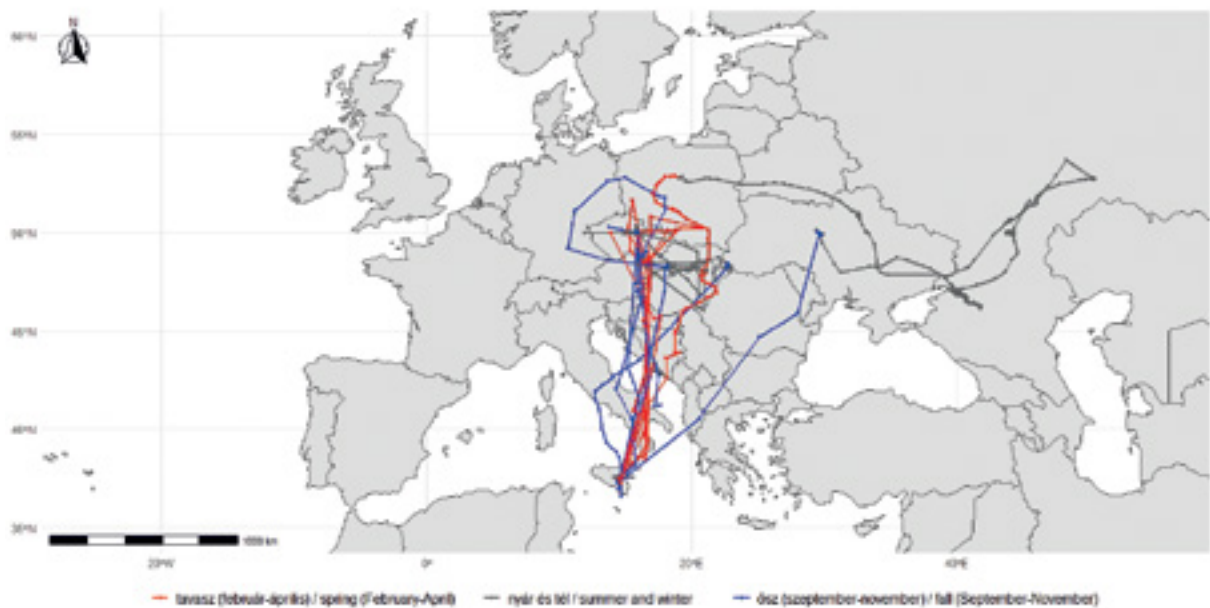 N
60°N
55°N
50°N
45°N
40°N
35°N
1000 km
20°W
0°
20°E
40°E
tavasz (február-április) / spring (February-April)
nyár és tél / summer and winter
ősz (szeptember-november) / fall (September-November)